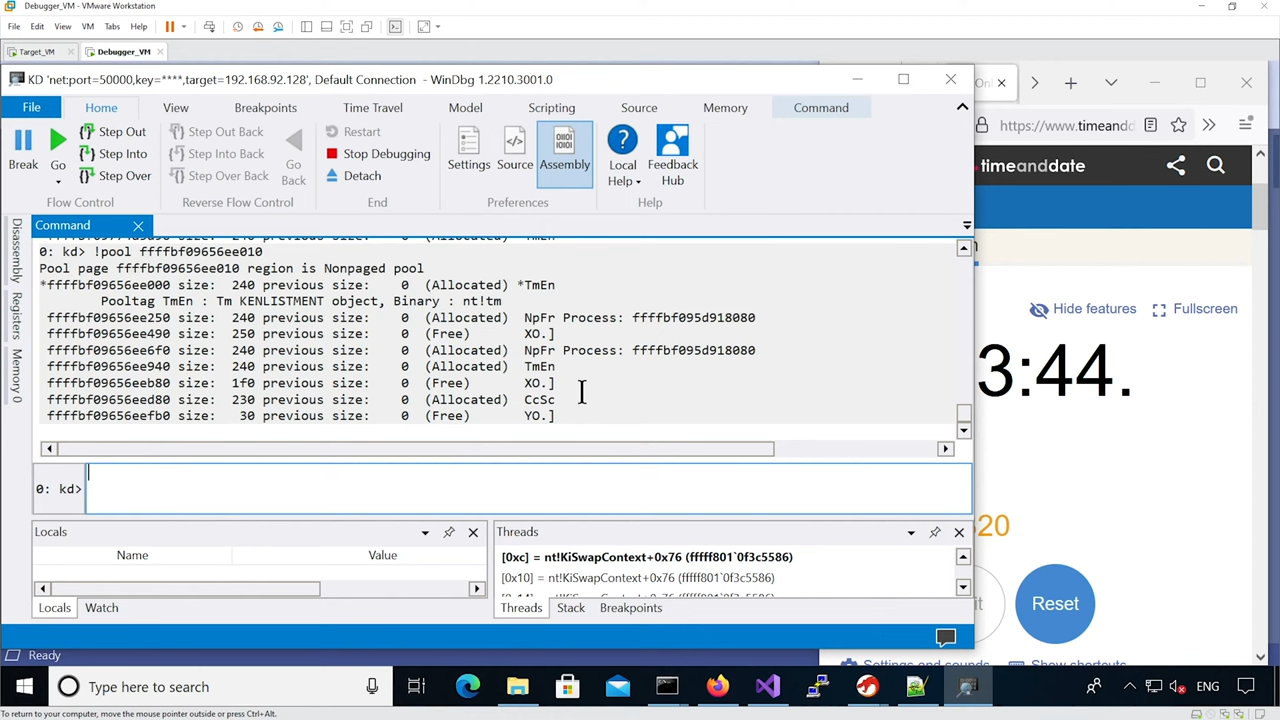 Debugger_VM - VMware Workstation
File Edit View VM Tabs Help
Target_VM Debugger_VM
KD 'net:port=50000,key=****,target=192.168.92.128', Default Connection - WinDbg 1.2210.3001.0
File Home View Breakpoints Time Travel Model Scripting Source Memory Command
https://www.timeand
timeanddate
Break
Go
Step Out
Step Into
Step Over
Step Out Back
Step Into Back
Step Over Back
Go Back
Restart
Stop Debugging
Detach
Settings
Source
Assembly
Local Help
Feedback Hub
Flow Control Reverse Flow Control End Preferences Help
Command
Disassembly
Registers
Memory 0
0: kd> !pool ffffbf09656ee010
Pool page ffffbf09656ee010 region is Nonpaged pool
*ffffbf09656ee000 size: 240 previous size: 0 (Allocated) *TmEn
Pooltag TmEn : Tm KENLISTMENT object, Binary : nt!tm
ffffbf09656ee250 size: 240 previous size: 0 (Allocated) NpFr Process: ffffbf095d918080
ffffbf09656ee490 size: 250 previous size: 0 (Free) XO.]
ffffbf09656ee6f0 size: 240 previous size: 0 (Allocated) NpFr Process: ffffbf095d918080
ffffbf09656ee940 size: 240 previous size: 0 (Allocated) TmEn
ffffbf09656eeb80 size: 1f0 previous size: 0 (Free) XO.]
ffffbf09656eed80 size: 230 previous size: 0 (Allocated) CcSc
ffffbf09656eefb0 size: 30 previous size: 0 (Free) YO.]
0: kd>
Hide features Fullscreen
3:44.
20
Reset
Settings and sounds Show shortcuts
Locals
Name Value
Locals Watch
Threads
[0xc] = nt!KiSwapContext+0x76 (fffff801`0f3c5586)
[0x10] = nt!KiSwapContext+0x76 (fffff801`0f3c5586)
Threads Stack Breakpoints
Ready
Type here to search
ENG
To return to your computer, move the mouse pointer outside or press Ctrl+Alt.